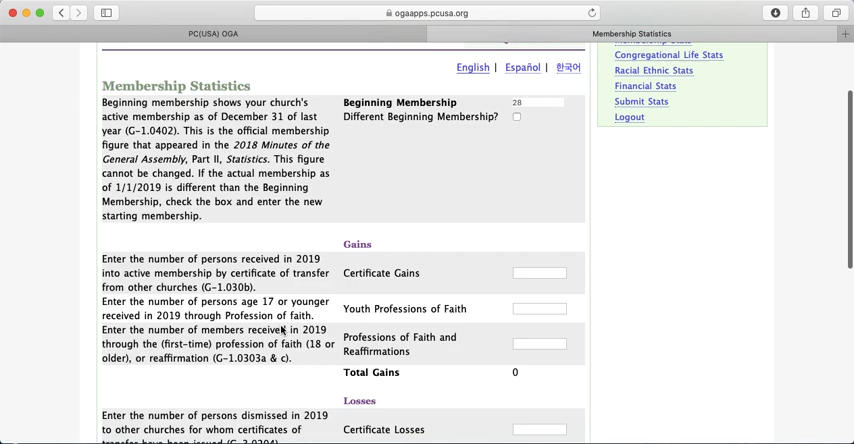 ogaapps.pcusa.org
PC(USA) OGA
Membership Statistics
English | Español | 한국어
Congregational Life Stats
Racial Ethnic Stats
Financial Stats
Submit Stats
Logout
Membership Statistics
Beginning membership shows your church's
active membership as of December 31 of last
year (G-1.0402). This is the official membership
figure that appeared in the 2018 Minutes of the
General Assembly, Part II, Statistics. This figure
cannot be changed. If the actual membership as
of 1/1/2019 is different than the Beginning
Membership, check the box and enter the new
starting membership.
Beginning Membership 28
Different Beginning Membership?
Gains
Enter the number of persons received in 2019
into active membership by certificate of transfer
from other churches (G-1.030b).
Certificate Gains
Enter the number of persons age 17 or younger
received in 2019 through Profession of faith.
Youth Professions of Faith
Enter the number of members received in 2019
through the (first-time) profession of faith (18 or
older), or reaffirmation (G-1.0303a & c).
Professions of Faith and
Reaffirmations
Total Gains 0
Losses
Enter the number of persons dismissed in 2019
to other churches for whom certificates of
Certificate Losses